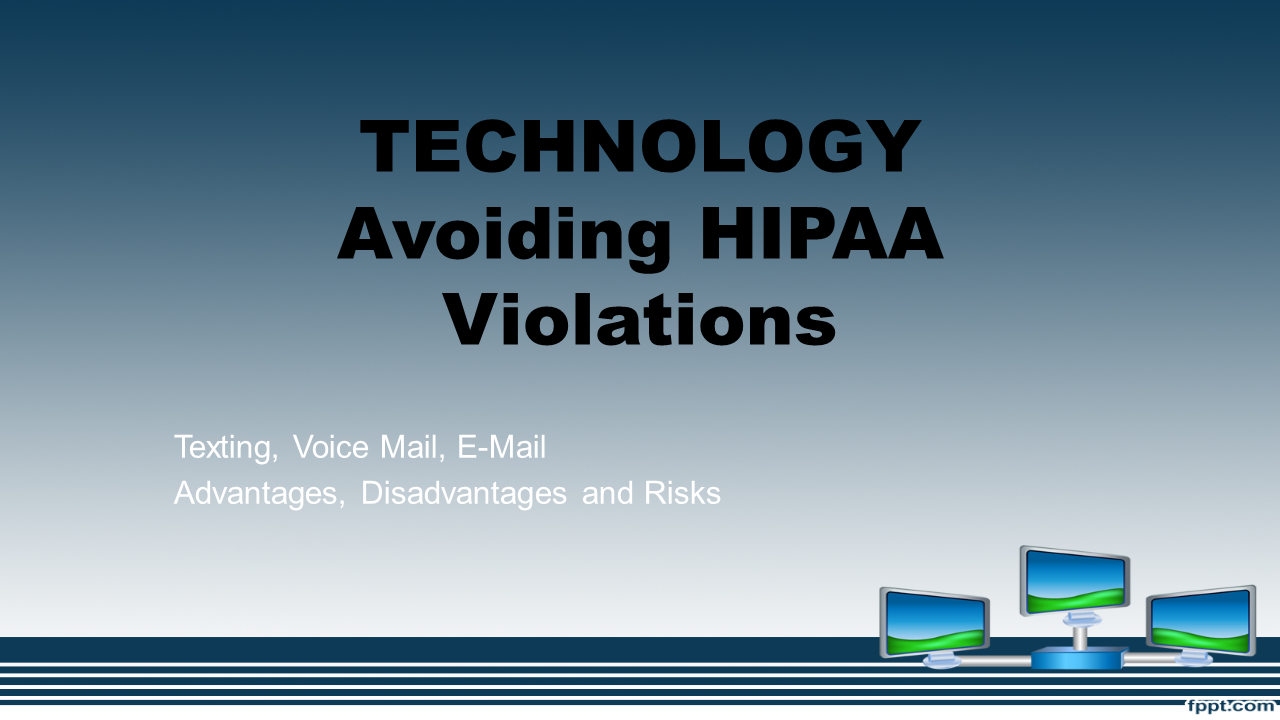 TECHNOLOGY
Avoiding HIPAA
Violations
Texting, Voice Mail, E-Mail
Advantages, Disadvantages and Risks
fppt.com